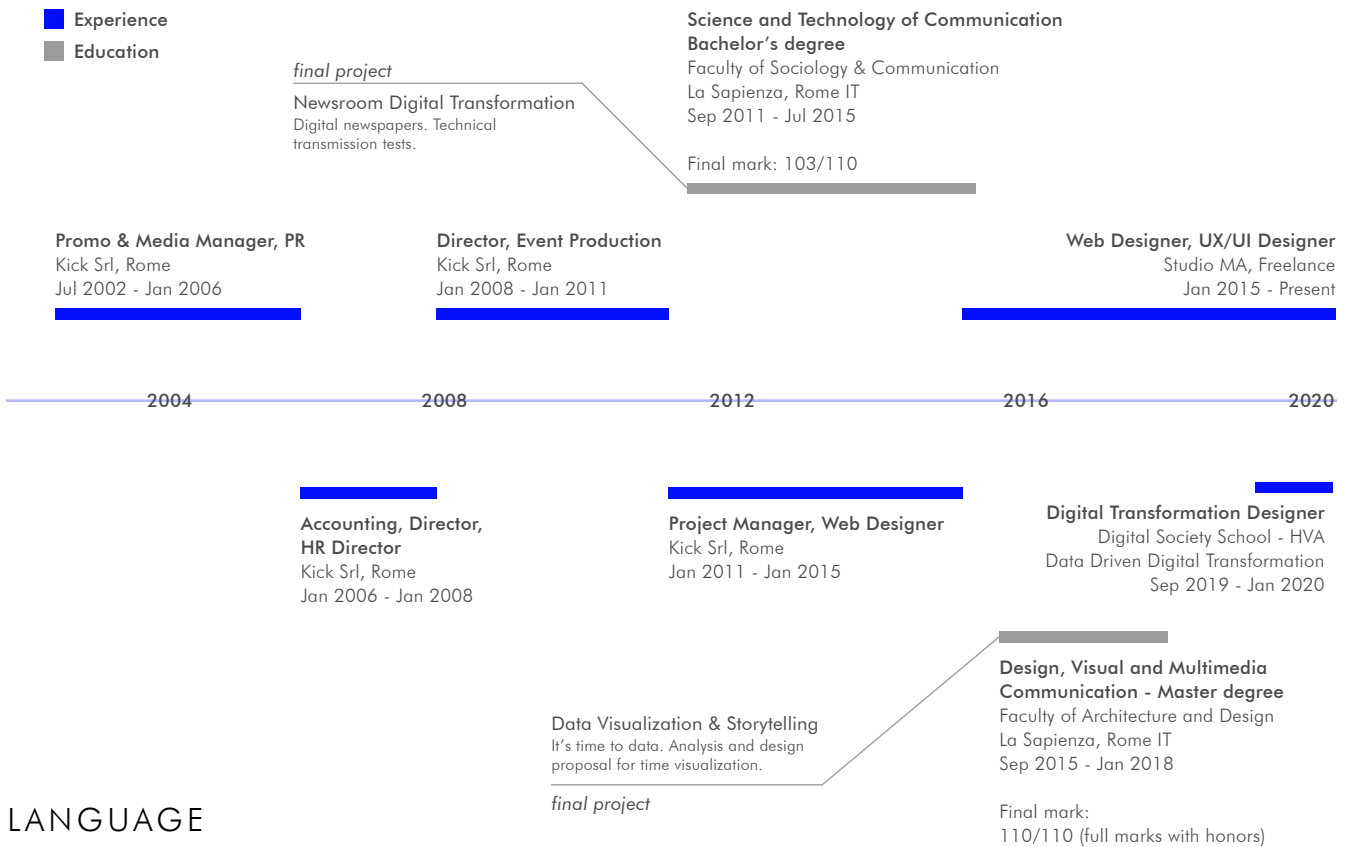 Experience
Education
Science and Technology of Communication
Bachelor's degree
Faculty of Sociology & Communication
La Sapienza, Rome IT
Sep 2011 - Jul 2015
Final mark: 103/110
final project
Newsroom Digital Transformation
Digital newspapers. Technical
transmission tests.
Promo & Media Manager, PR
Kick Srl, Rome
Jul 2002 - Jan 2006
Director, Event Production
Kick Srl, Rome
Jan 2008 - Jan 2011
Web Designer, UX/UI Designer
Studio MA, Freelance
Jan 2015 - Present
2004
2008
2012
2016
2020
Accounting, Director,
HR Director
Kick Srl, Rome
Jan 2006 - Jan 2008
Project Manager, Web Designer
Kick Srl, Rome
Jan 2011 - Jan 2015
Digital Transformation Designer
Digital Society School - HVA
Data Driven Digital Transformation
Sep 2019 - Jan 2020
Design, Visual and Multimedia
Communication - Master degree
Faculty of Architecture and Design
La Sapienza, Rome IT
Sep 2015 - Jan 2018
Final mark:
110/110 (full marks with honors)
Data Visualization & Storytelling
It's time to data. Analysis and design
proposal for time visualization.
final project
LANGUAGE